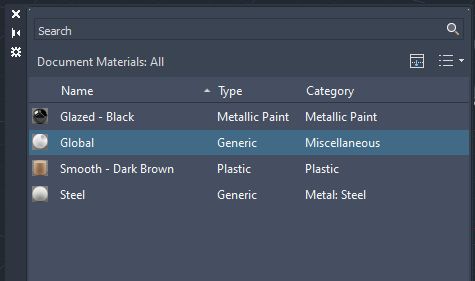 Search
Document Materials: All
Name Type Category
Glazed - Black Metallic Paint Metallic Paint
Global Generic Miscellaneous
Smooth - Dark Brown Plastic Plastic
Steel Generic Metal: Steel